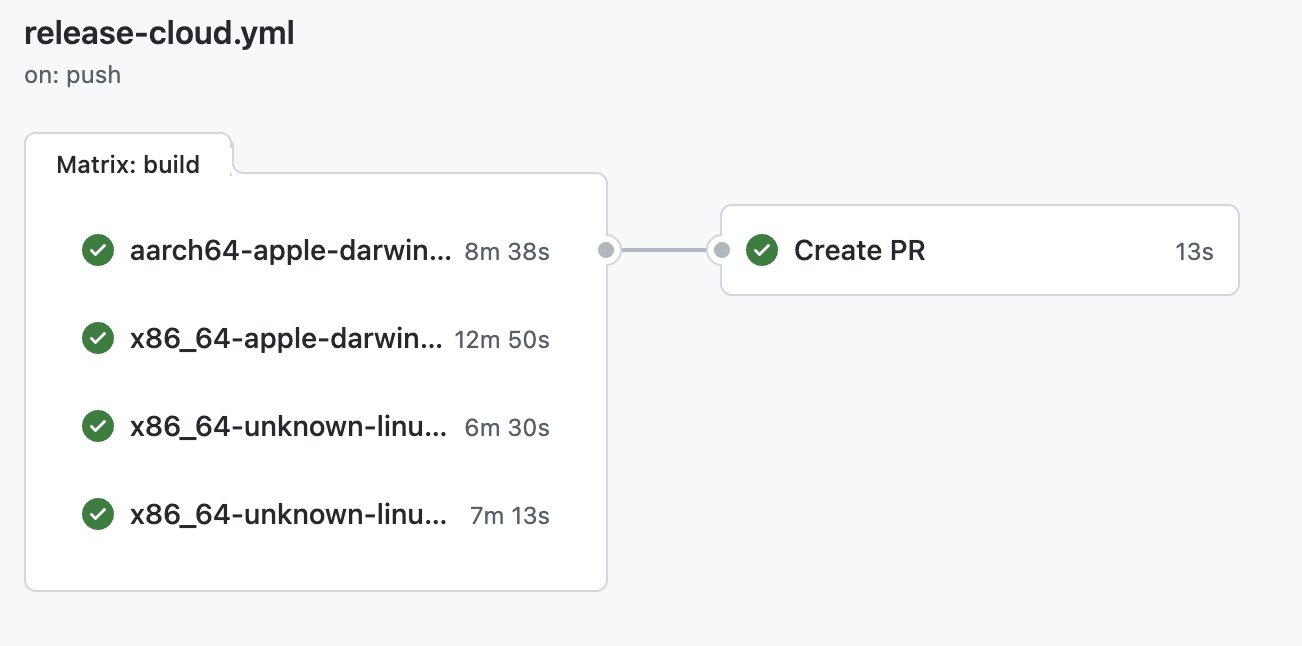 release-cloud.yml
on: push
Matrix: build
aarch64-apple-darwin... 8m 38s
x86_64-apple-darwin... 12m 50s
x86_64-unknown-linu... 6m 30s
x86_64-unknown-linu... 7m 13s
Create PR 13s